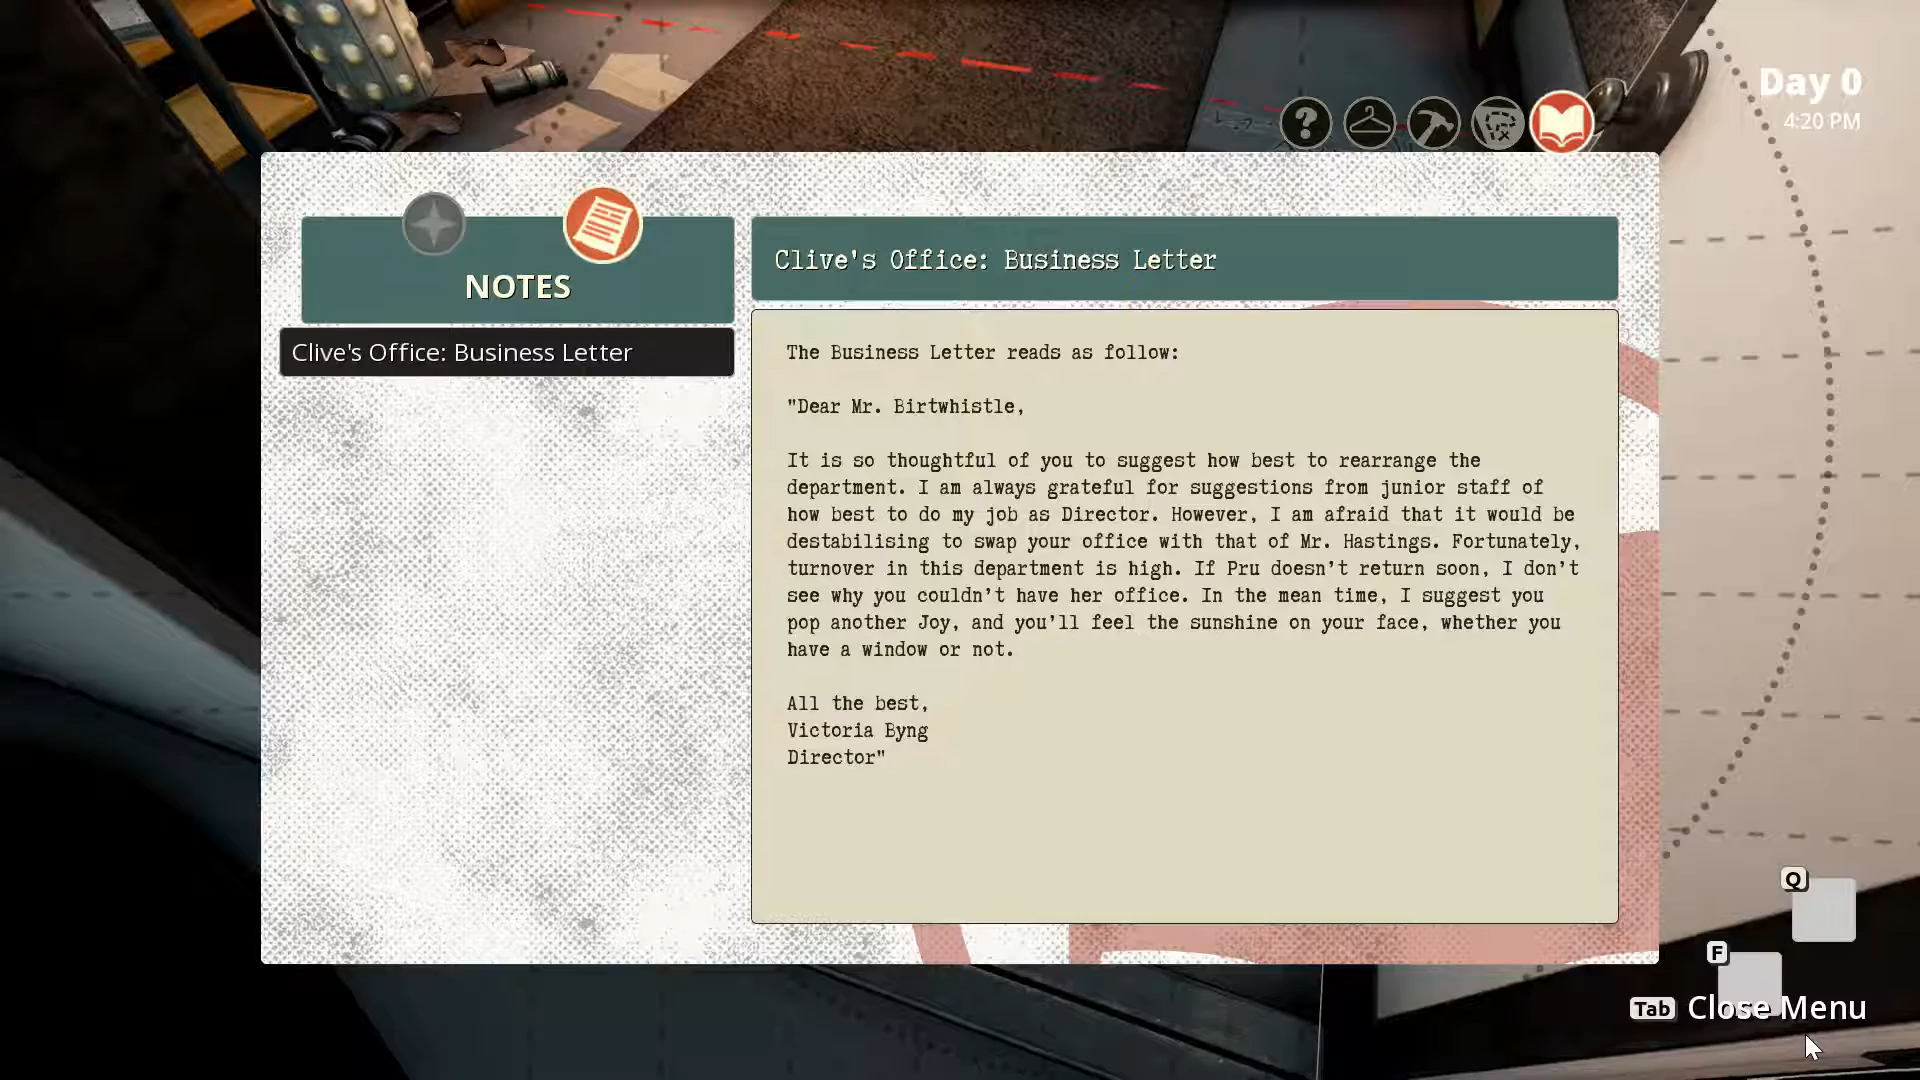 Day 0
4:20 PM
NOTES
Clive's Office: Business Letter
Clive's Office: Business Letter
The Business Letter reads as follow:
"Dear Mr. Birtwhistle,
It is so thoughtful of you to suggest how best to rearrange the
department. I am always grateful for suggestions from junior staff of
how best to do my job as Director. However, I am afraid that it would be
destabilising to swap your office with that of Mr. Hastings. Fortunately,
turnover in this department is high. If Pru doesn't return soon, I don't
see why you couldn't have her office. In the mean time, I suggest you
pop another Joy, and you'll feel the sunshine on your face, whether you
have a window or not.
All the best,
Victoria Byng
Director"
Q
F
Tab Close Menu